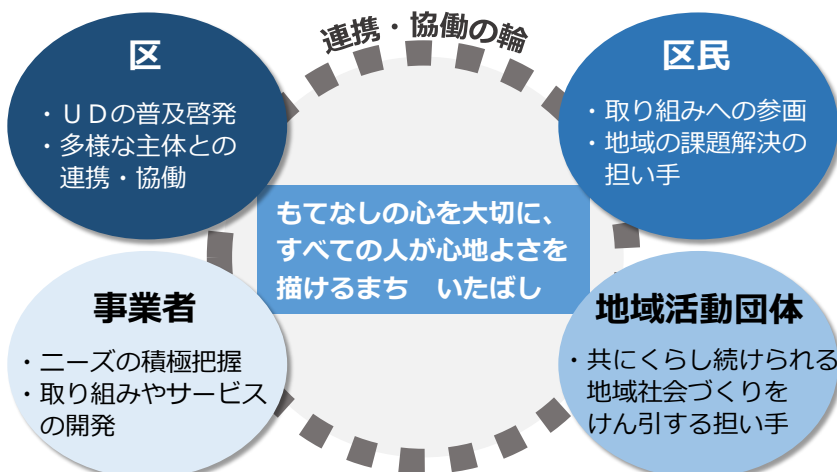 連携・協働の輪
区
・ＵＤの普及啓発
・多様な主体との
連携・協働
区民
・取り組みへの参画
・地域の課題解決の
担い手
もてなしの心を大切に、
すべての人が心地よさを
描けるまち　いたばし
事業者
・ニーズの積極把握
・取り組みやサービス
の開発
地域活動団体
・共にくらし続けられる
地域社会づくりを
けん引する担い手